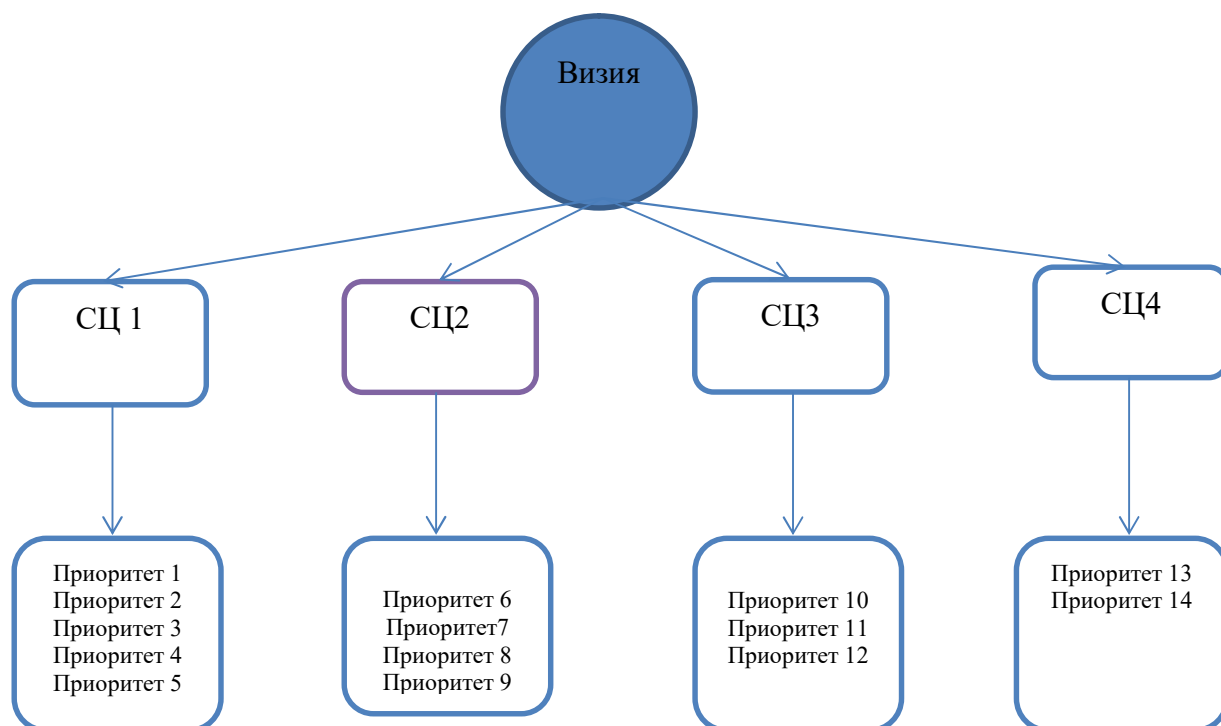 Визия
СЦ 1
СЦ2
СЦ3
СЦ4
Приоритет 1
Приоритет 2
Приоритет 3
Приоритет 4
Приоритет 5
Приоритет 6
Приоритет7
Приоритет 8
Приоритет 9
Приоритет 10
Приоритет 11
Приоритет 12
Приоритет 13
Приоритет 14